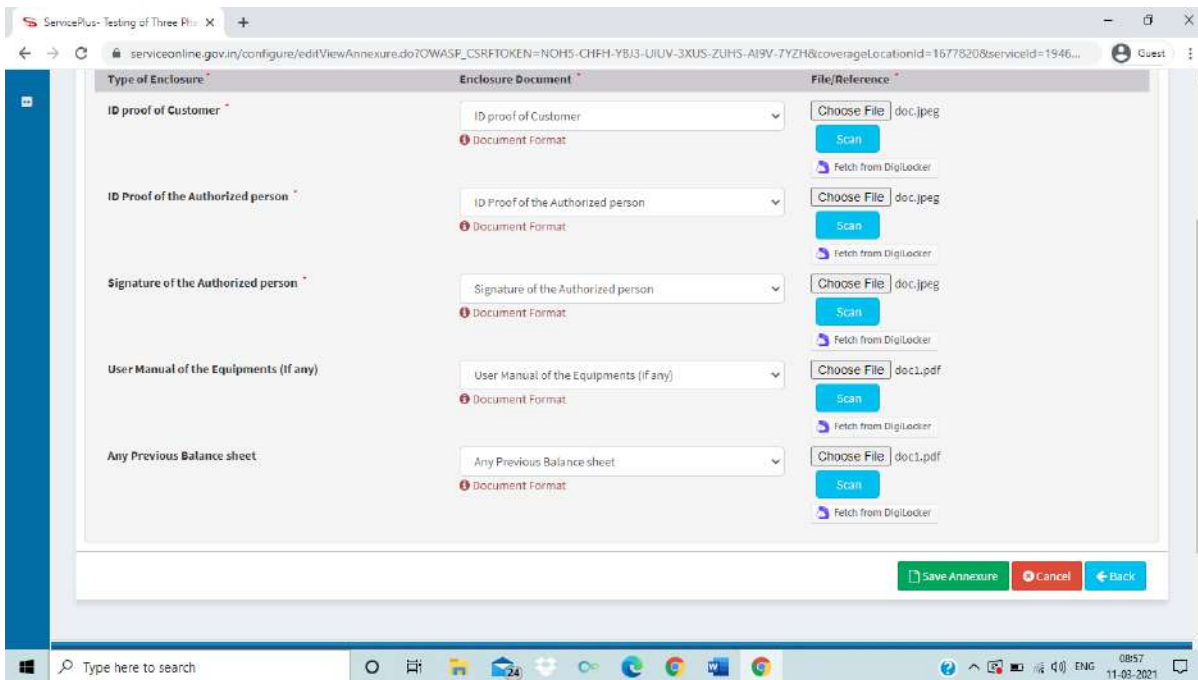 ServicePlus- Testing of Three Ph
serviceonline.gov.in/configure/editViewAnnexure.do?OWASP_CSRFTOKEN=NOH5-CHFH-YBJ3-UIUV-3XUS-ZUHS-AI9V-7YZH&coverageLocationId=1677820&serviceId=1946...
Guest
Type of Enclosure * Enclosure Document * File/Reference *
ID proof of Customer * ID proof of Customer Choose File doc.jpeg
Document Format Scan
Fetch from DigiLocker
ID Proof of the Authorized person * ID Proof of the Authorized person Choose File doc.jpeg
Document Format Scan
Fetch from DigiLocker
Signature of the Authorized person * Signature of the Authorized person Choose File doc.jpeg
Document Format Scan
Fetch from DigiLocker
User Manual of the Equipments (If any) User Manual of the Equipments (If any) Choose File doc1.pdf
Document Format Scan
Fetch from DigiLocker
Any Previous Balance sheet Any Previous Balance sheet Choose File doc1.pdf
Document Format Scan
Fetch from DigiLocker
Save Annexure Cancel Back
Type here to search 24 ENG 08:57
11-03-2021